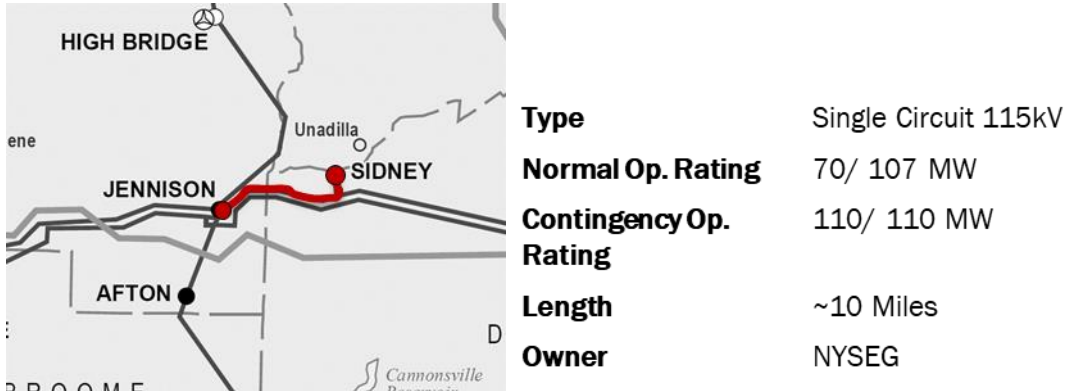 HIGH BRIDGE
ene
Unadilla
SIDNEY
JENNISON
AFTON
D
Cannonsville
Type Single Circuit 115kV
Normal Op. Rating 70/ 107 MW
Contingency Op. 110/ 110 MW
Rating
Length ~10 Miles
Owner NYSEG